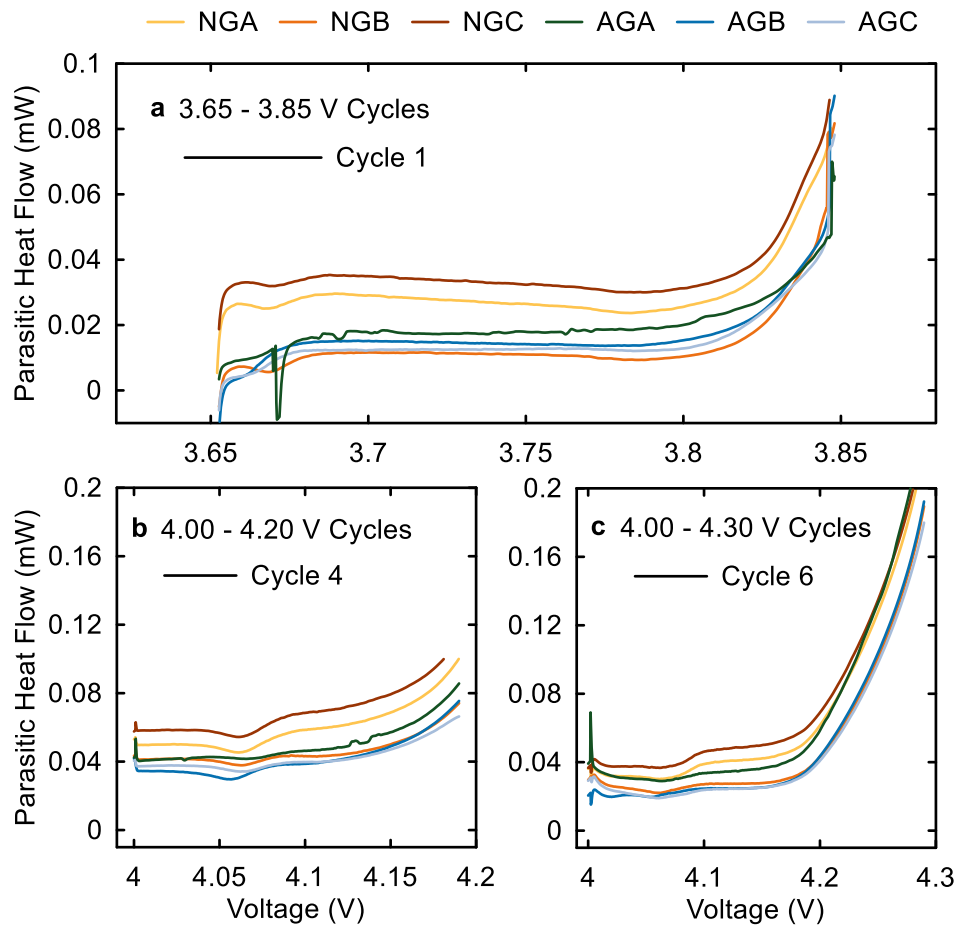 NGA NGB NGC AGA AGB AGC
Parasitic Heat Flow (mW)
0.1
0.08
0.06
0.04
0.02
0
a 3.65 - 3.85 V Cycles
Cycle 1
3.65 3.7 3.75 3.8 3.85
Parasitic Heat Flow (mW)
0.2
0.16
0.12
0.08
0.04
0
b 4.00 - 4.20 V Cycles
Cycle 4
4 4.05 4.1 4.15 4.2
Voltage (V)
0.2
0.16
0.12
0.08
0.04
0
c 4.00 - 4.30 V Cycles
Cycle 6
4 4.1 4.2 4.3
Voltage (V)